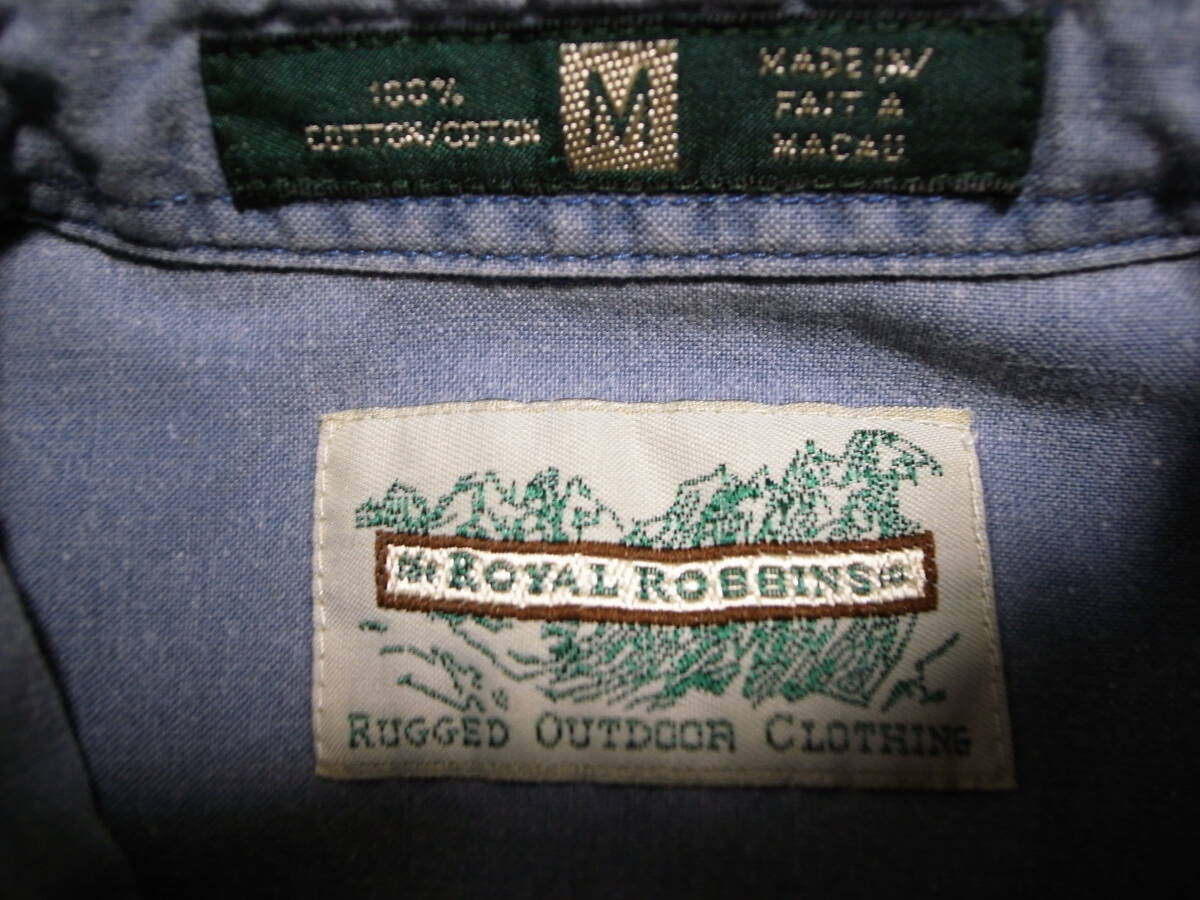 100%
COTTON/COTON
M
MADE IN/
FAIT A
MACAU
ROYAL ROBBINS
RUGGED OUTDOOR CLOTHING